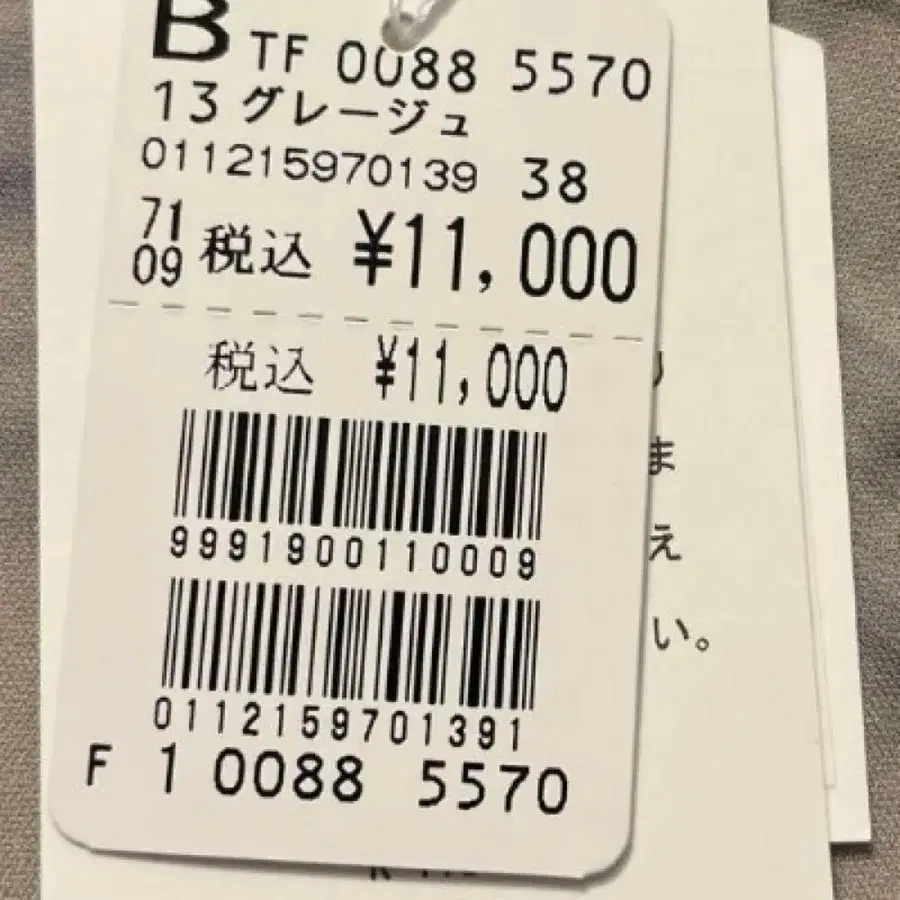 B TF 0088 5570
13 グレージュ
011215970139 38
71
09 税込 ¥11,000
税込 ¥11,000
9991900110009
0112159701391
F 1 0088 5570
ま
え
い。